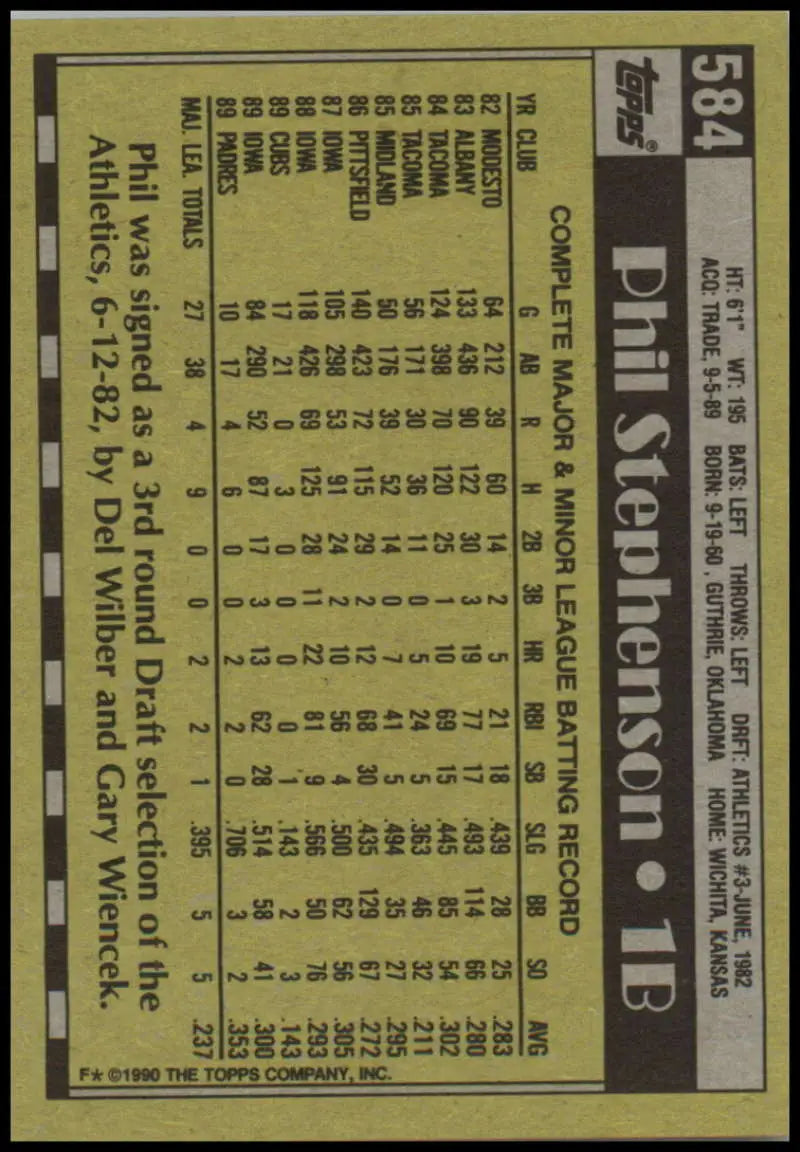 584
HT: 6'1" WT: 195 BATS: LEFT THROWS: LEFT DRFT: ATHLETICS #3-JUNE, 1982
ACQ: TRADE, 9-5-89 BORN: 9-19-60, GUTHRIE, OKLAHOMA HOME: WICHITA, KANSAS
TOPPS®
Phil Stephenson • 1B
COMPLETE MAJOR & MINOR LEAGUE BATTING RECORD
YR CLUB G AB R H 2B 3B HR RBI SB SLG BB SO AVG
82 MODESTO 64 212 39 60 14 2 5 21 18 .439 28 25 .283
83 ALBANY 133 436 90 122 30 3 19 77 17 .493 114 66 .280
84 TACOMA 124 398 70 120 25 1 10 69 15 .445 85 54 .302
85 TACOMA 56 171 30 36 11 0 5 24 5 .363 46 32 .211
85 MIDLAND 50 176 39 52 14 0 7 41 5 .494 35 27 .295
86 PITTSFIELD 140 423 72 115 29 2 12 68 30 .435 129 67 .272
87 IOWA 105 298 53 91 24 2 10 56 4 .500 62 56 .305
88 IOWA 118 426 69 125 28 11 22 81 9 .566 50 76 .293
89 CUBS 17 21 0 3 0 0 0 0 1 .143 2 3 .143
89 IOWA 84 290 52 87 17 3 13 62 28 .514 58 41 .300
89 PADRES 10 17 4 6 0 0 2 2 0 .706 3 2 .353
MAJ. LEA. TOTALS 27 38 4 9 0 0 2 2 1 .395 5 5 .237
Phil was signed as a 3rd round Draft selection of the
Athletics, 6-12-82, by Del Wilber and Gary Wiencek.
F* ©1990 THE TOPPS COMPANY, INC.